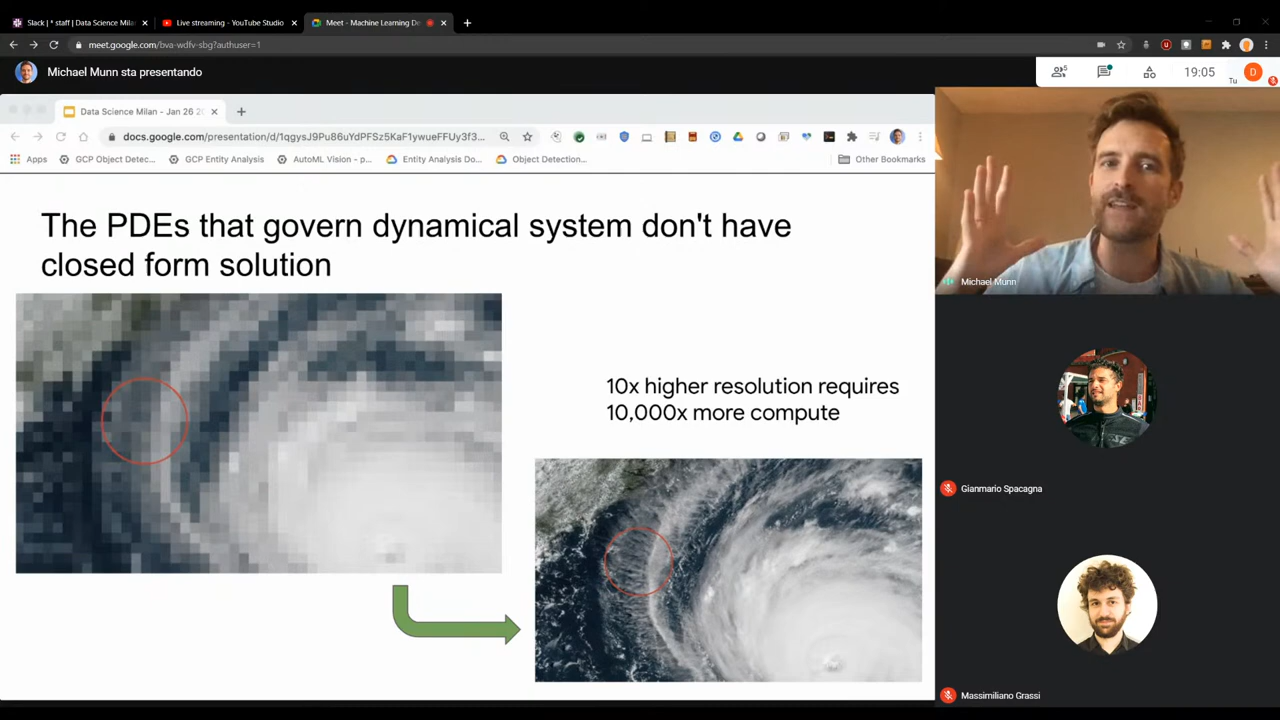 Slack | * staff | Data Science Mila
Live streaming - YouTube Studio
Meet - Machine Learning De
meet.google.com/bva-wdfv-sbg?authuser=1
Michael Munn sta presentando
5
19:05
Tu
D
Data Science Milan - Jan 26 20
docs.google.com/presentation/d/1qgysJ9Pu86uYdPFSz5KaF1ywueFFUy3f3...
Apps
GCP Object Detec...
GCP Entity Analysis
AutoML Vision - p...
Entity Analysis Do...
Object Detection...
Other Bookmarks
The PDEs that govern dynamical system don't have
closed form solution
10x higher resolution requires
10,000x more compute
Michael Munn
Gianmario Spacagna
Massimiliano Grassi